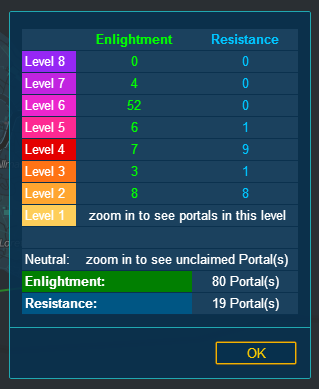 Enlightment Resistance
Level 8 0 0
Level 7 4 0
Level 6 52 0
Level 5 6 1
Level 4 7 9
Level 3 3 1
Level 2 8 8
Level 1 zoom in to see portals in this level
Neutral: zoom in to see unclaimed Portal(s)
Enlightment: 80 Portal(s)
Resistance: 19 Portal(s)
OK